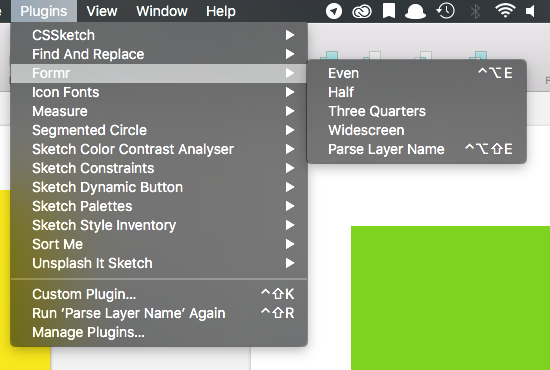 Plugins View Window Help
CSSketch
Find And Replace
Formr
Icon Fonts
Measure
Segmented Circle
Sketch Color Contrast Analyser
Sketch Constraints
Sketch Dynamic Button
Sketch Palettes
Sketch Style Inventory
Sort Me
Unsplash It Sketch
Custom Plugin... ⌃⇧K
Run ‘Parse Layer Name’ Again ⌃⇧R
Manage Plugins...
Even ⌃⌥E
Half
Three Quarters
Widescreen
Parse Layer Name ⌃⌥⇧E